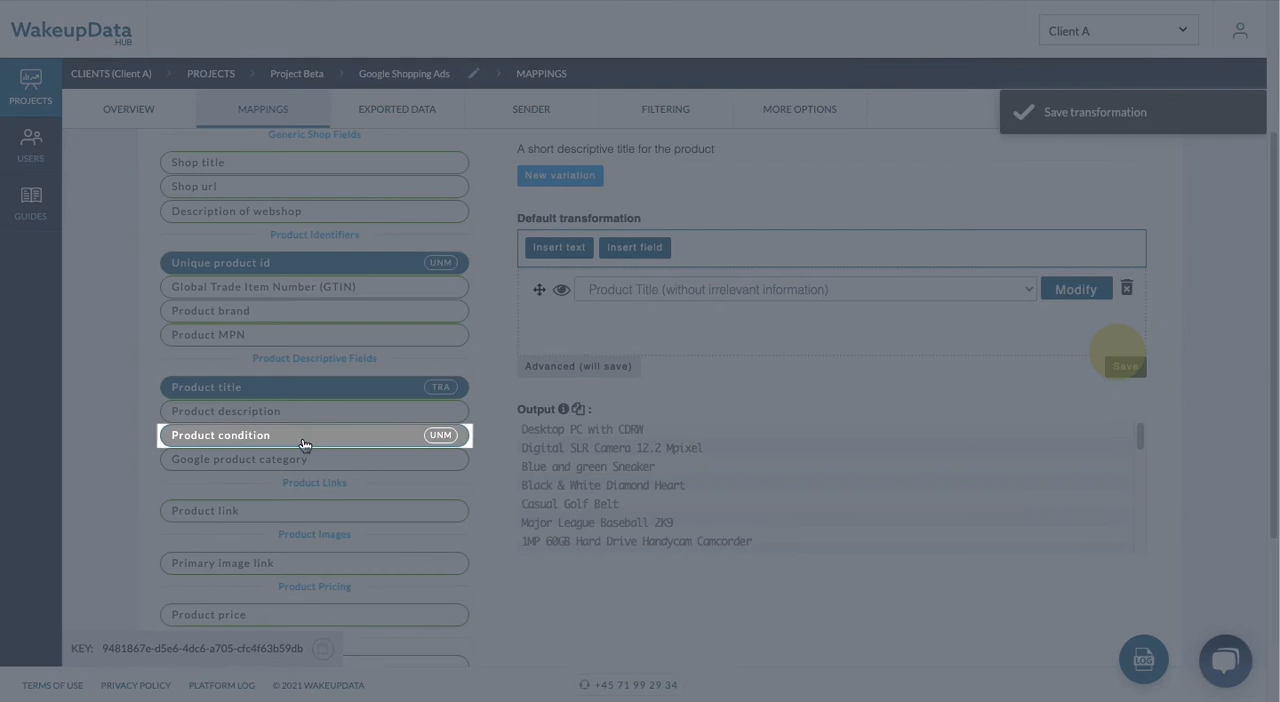 WakeupData
HUB
Client A
PROJECTS
USERS
GUIDES
CLIENTS (Client A)
PROJECTS
Project Beta
Google Shopping Ads
MAPPINGS
OVERVIEW
MAPPINGS
EXPORTED DATA
SENDER
FILTERING
MORE OPTIONS
Save transformation
Generic Shop Fields
Shop title
Shop url
Description of webshop
Product Identifiers
Unique product id UNM
Global Trade Item Number (GTIN)
Product brand
Product MPN
Product Descriptive Fields
Product title TRA
Product description
Product condition UNM
Google product category
Product Links
Product link
Product Images
Primary image link
Product Pricing
Product price
KEY: 9481867e-d5e6-4dc6-a705-cfc4f63b59db
A short descriptive title for the product
New variation
Default transformation
Insert text Insert field
Product Title (without irrelevant information) Modify
Advanced (will save) Save
Output :
Desktop PC with CDRW
Digital SLR Camera 12.2 Mpixel
Blue and green Sneaker
Black & White Diamond Heart
Casual Golf Belt
Major League Baseball ZK9
1MP 60GB Hard Drive Handycam Camcorder
LOG
TERMS OF USE PRIVACY POLICY PLATFORM LOG © 2021 WAKEUPDATA
+45 71 99 29 34